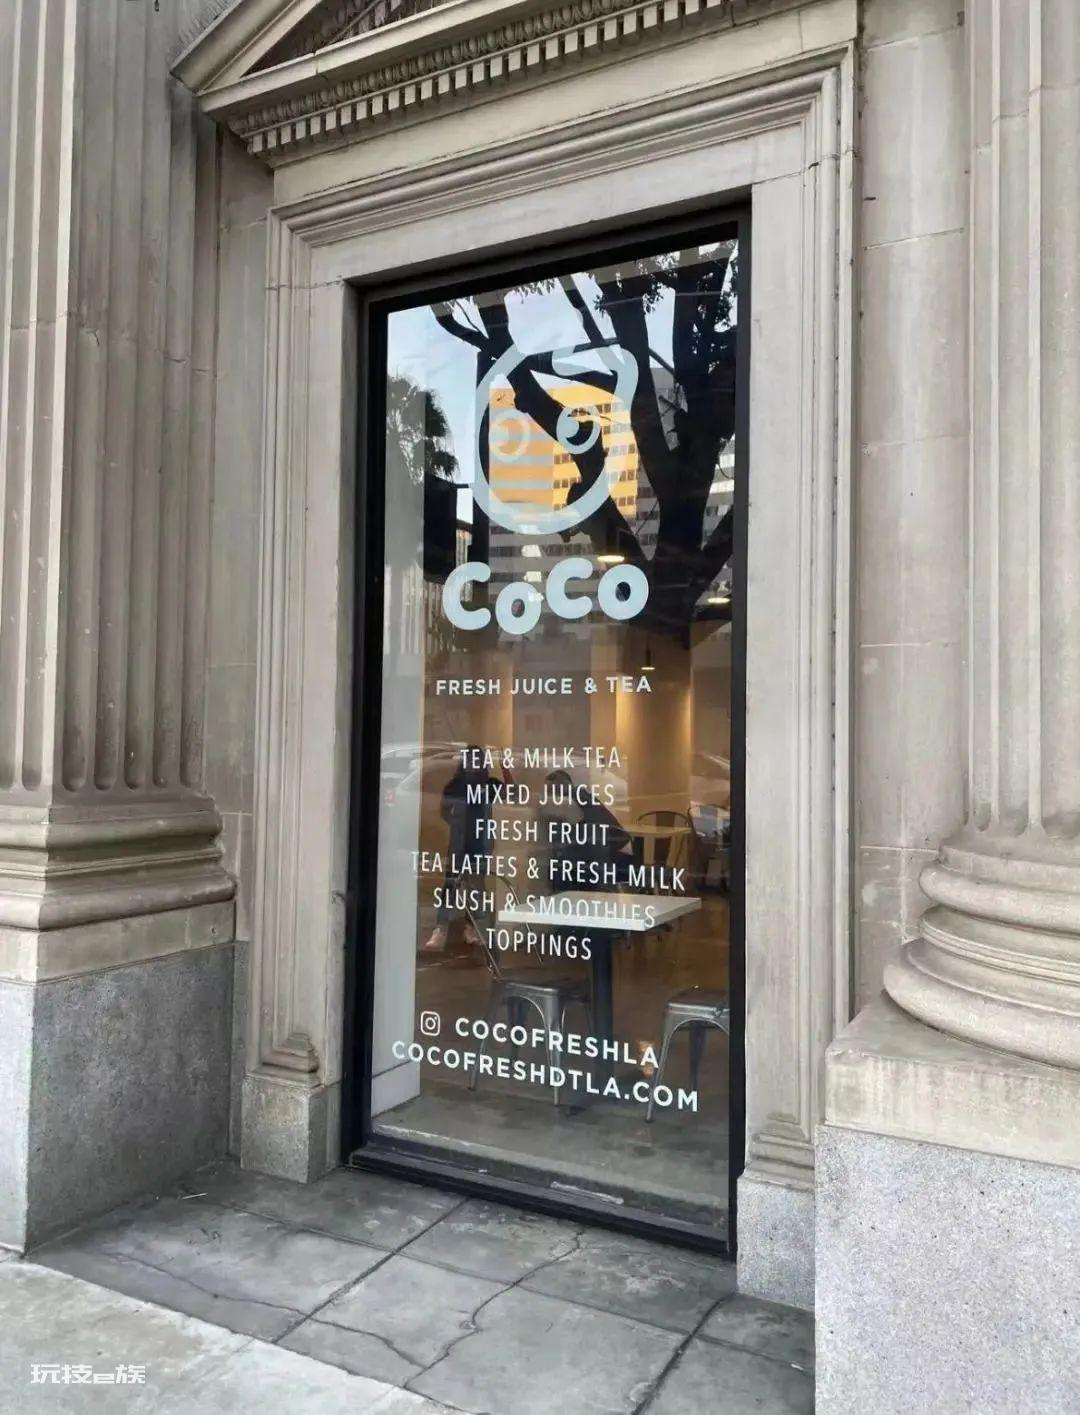 CoCo
FRESH JUICE & TEA
TEA & MILK TEA
MIXED JUICES
FRESH FRUIT
TEA LATTES & FRESH MILK
SLUSH & SMOOTHIES
TOPPINGS
COCOFRESHLA
COCOFRESHDTLA.COM
玩技e族